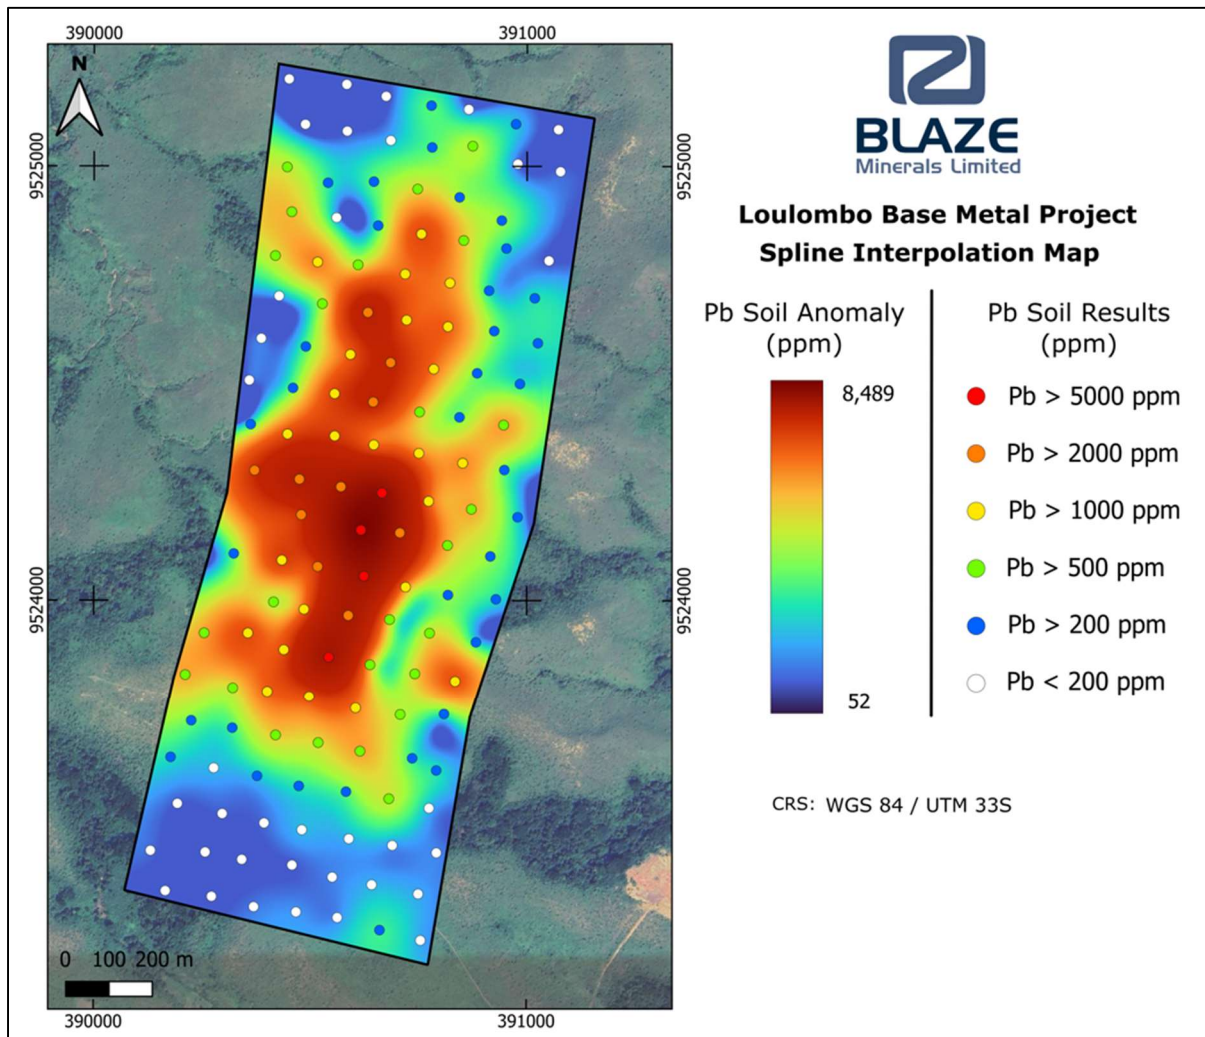 390000
391000
N
9525000
9525000
9524000
9524000
0 100 200 m
390000
391000
BLAZE
Minerals Limited
Loulombo Base Metal Project
Spline Interpolation Map
Pb Soil Anomaly
(ppm)
8,489
52
Pb Soil Results
(ppm)
Pb > 5000 ppm
Pb > 2000 ppm
Pb > 1000 ppm
Pb > 500 ppm
Pb > 200 ppm
Pb < 200 ppm
CRS: WGS 84 / UTM 33S